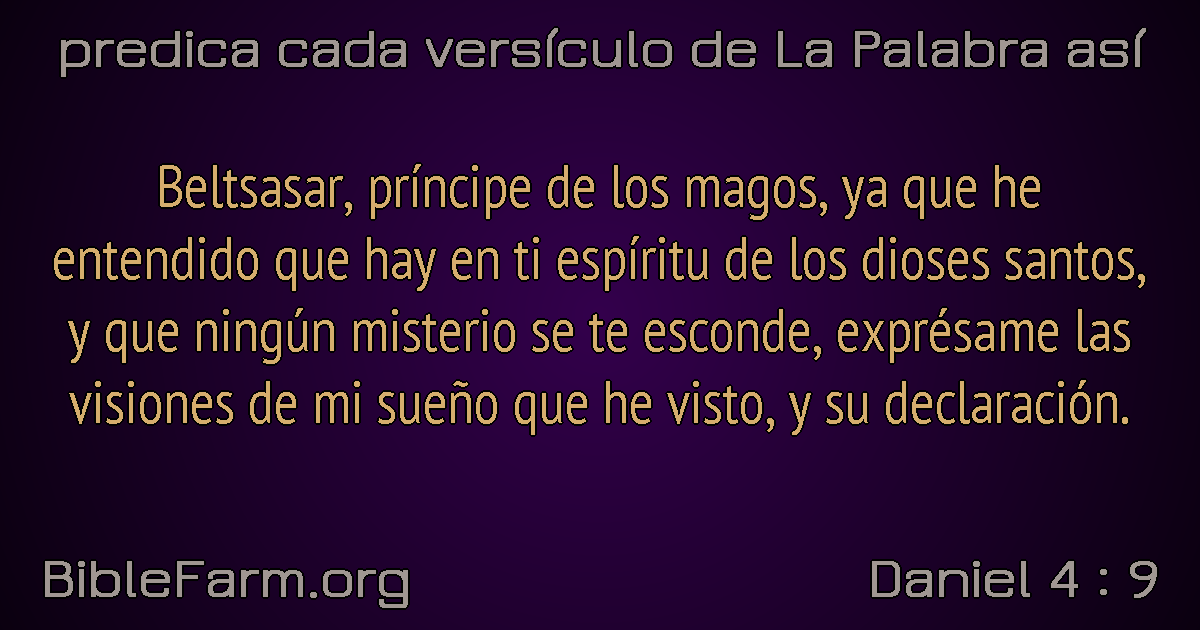 predica cada versículo de La Palabra así
Beltsasar, príncipe de los magos, ya que he
entendido que hay en ti espíritu de los dioses santos,
y que ningún misterio se te esconde, exprésame las
visiones de mi sueño que he visto, y su declaración.
BibleFarm.org
Daniel 4 : 9